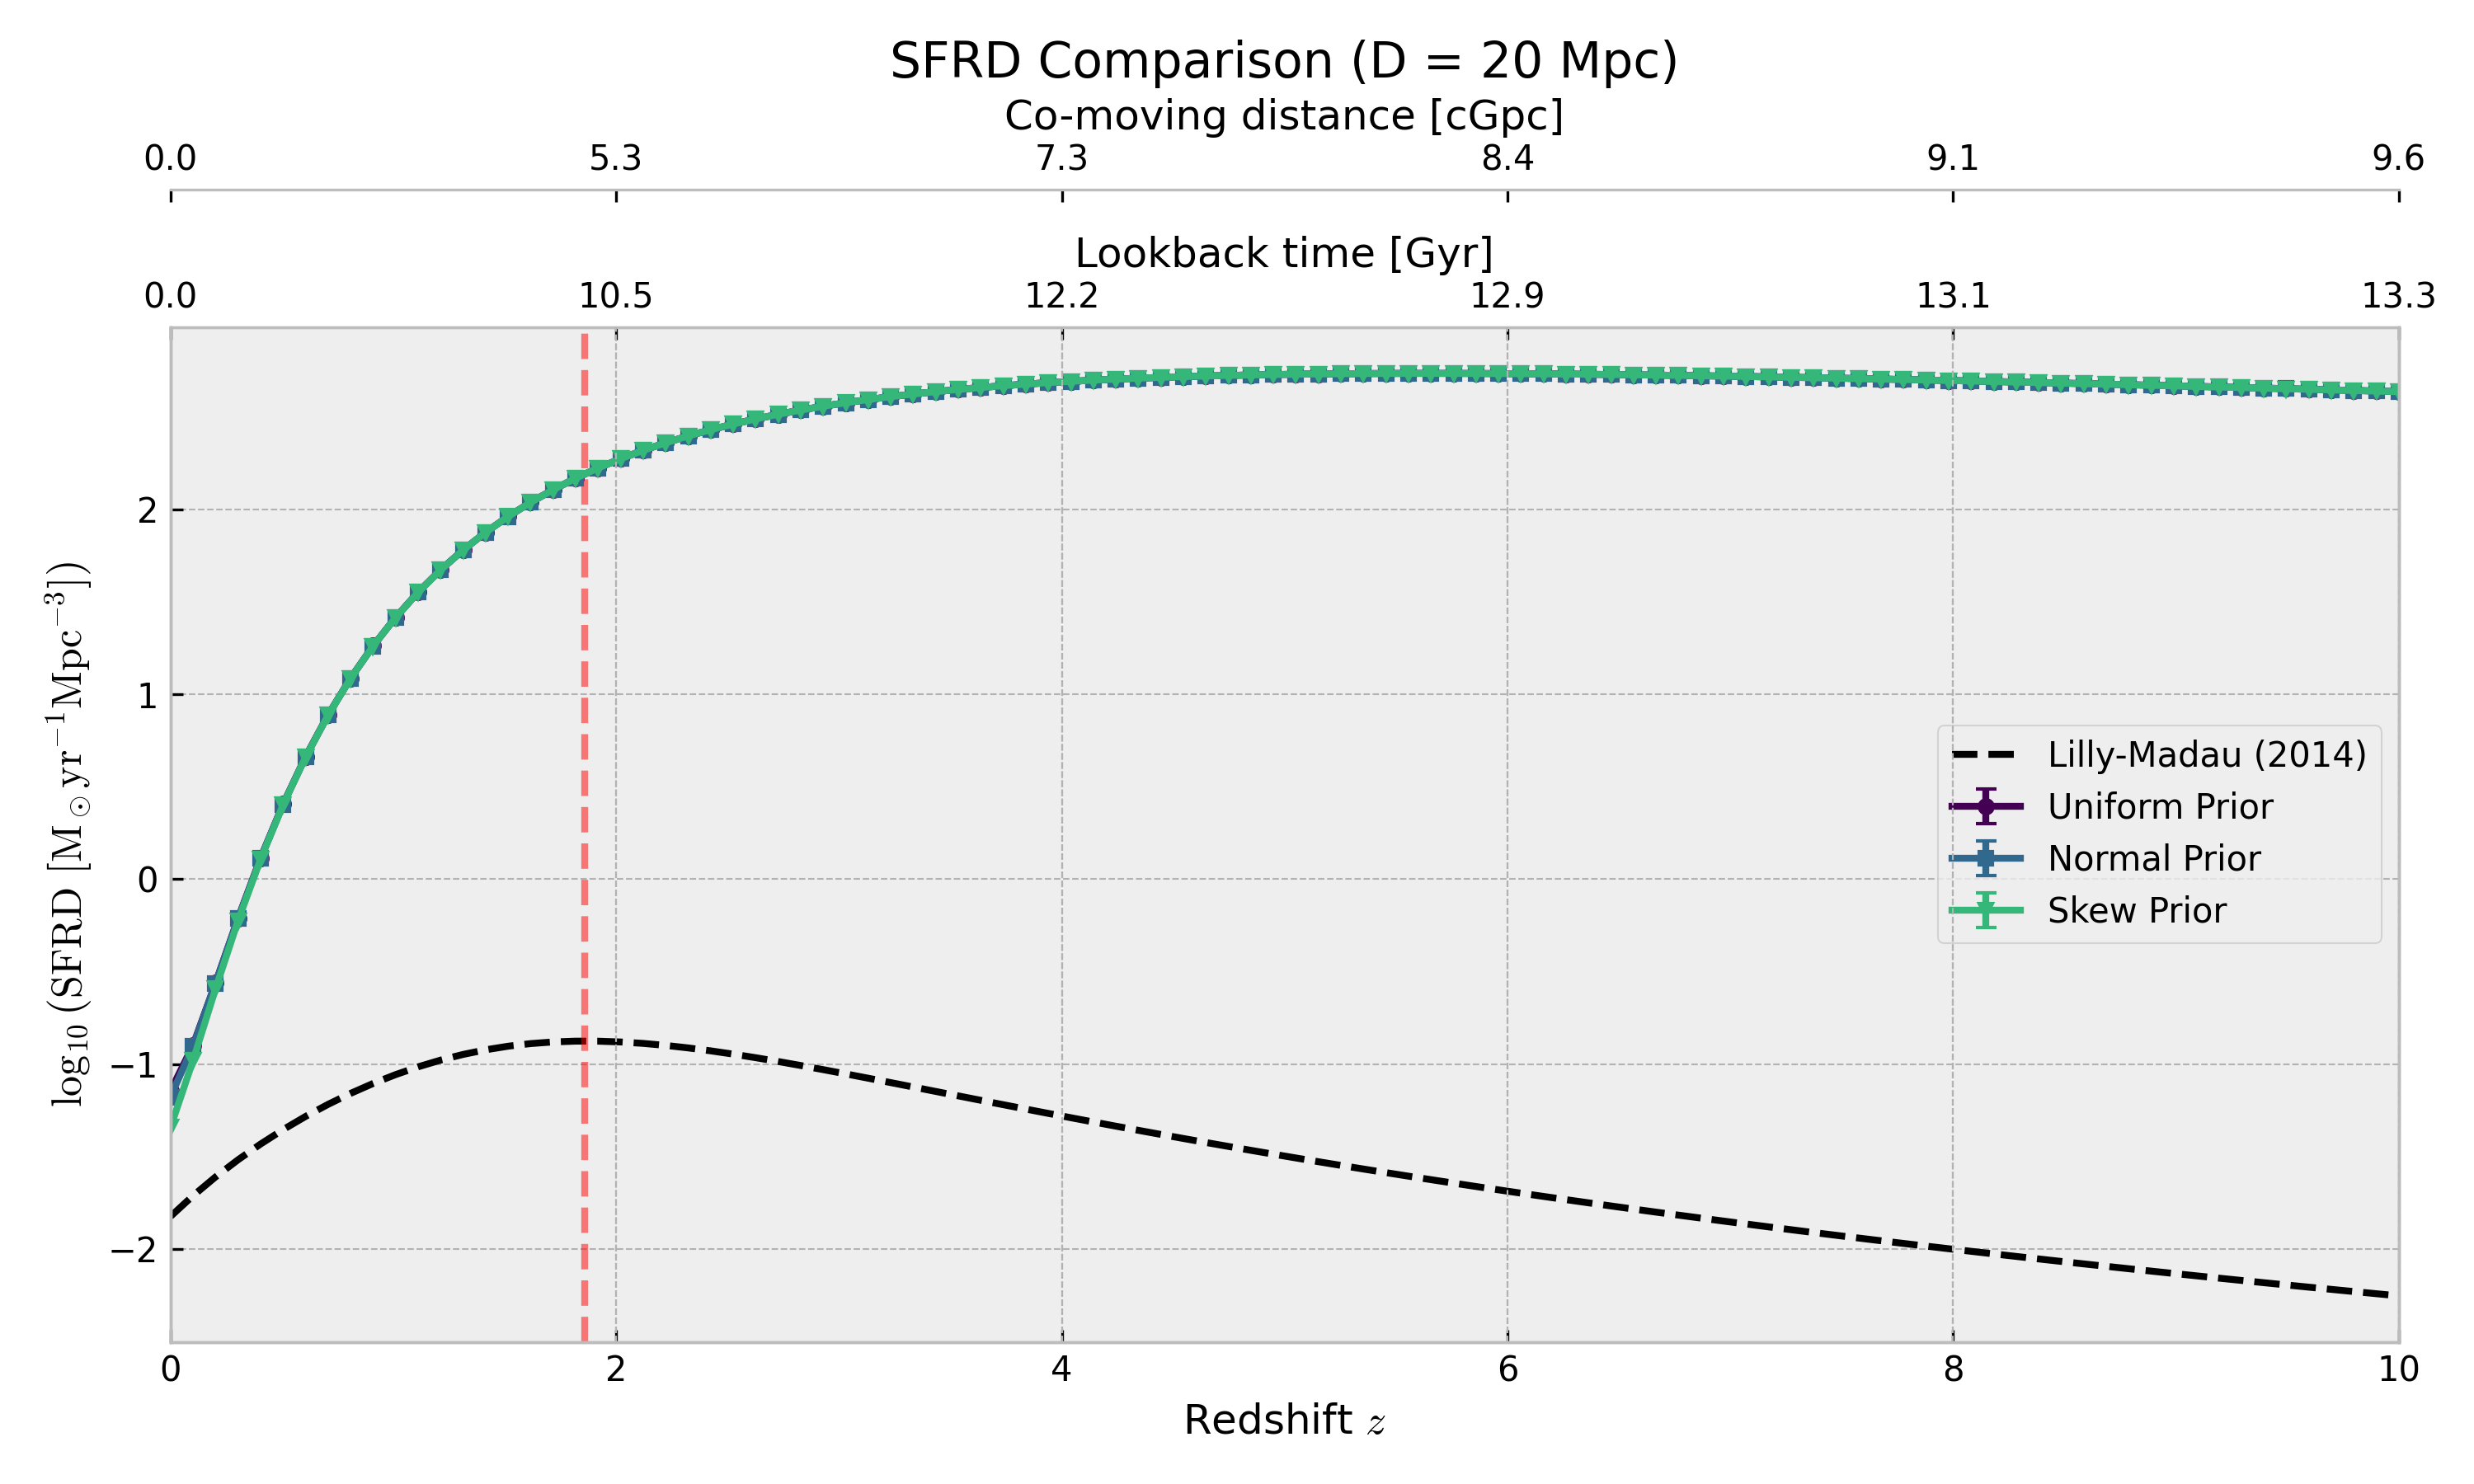 SFRD Comparison (D = 20 Mpc)
Co-moving distance [cGpc]
0.0 5.3 7.3 8.4 9.1 9.6
Lookback time [Gyr]
0.0 10.5 12.2 12.9 13.1 13.3
log₁₀(SFRD [M⊙yr⁻¹Mpc⁻³])
2
1
0
−1
−2
Lilly-Madau (2014)
Uniform Prior
Normal Prior
Skew Prior
0 2 4 6 8 10
Redshift z